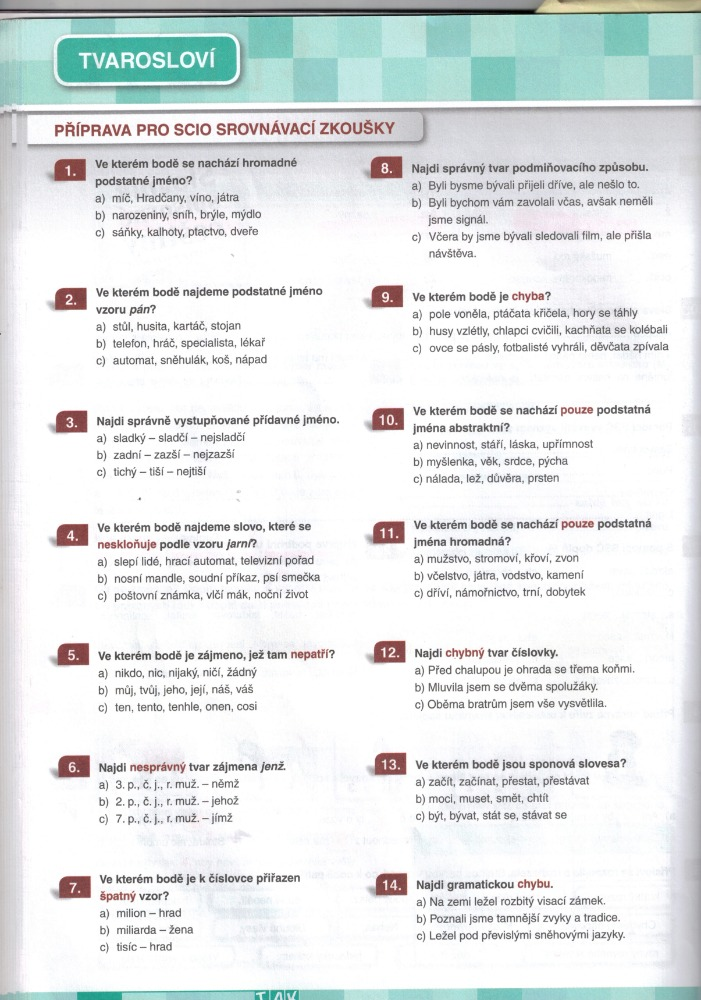 TVAROSLOVÍ
PŘÍPRAVA PRO SCIO SROVNÁVACÍ ZKOUŠKY
1. Ve kterém bodě se nachází hromadné
podstatné jméno?
a) míč, Hradčany, víno, játra
b) narozeniny, sníh, brýle, mýdlo
c) sáňky, kalhoty, ptactvo, dveře
2. Ve kterém bodě najdeme podstatné jméno
vzoru pán?
a) stůl, husita, kartáč, stojan
b) telefon, hráč, specialista, lékař
c) automat, sněhulák, koš, nápad
3. Najdi správně vystupňované přídavné jméno.
a) sladký – sladčí – nejsladčí
b) zadní – zazší – nejzazší
c) tichý – tiší – nejtiší
4. Ve kterém bodě najdeme slovo, které se
neskloňuje podle vzoru jarní?
a) slepí lidé, hrací automat, televizní pořad
b) nosní mandle, soudní příkaz, psí smečka
c) poštovní známka, vlčí mák, noční život
5. Ve kterém bodě je zájmeno, jež tam nepatří?
a) nikdo, nic, nijaký, ničí, žádný
b) můj, tvůj, jeho, její, náš, váš
c) ten, tento, tenhle, onen, cosi
6. Najdi nesprávný tvar zájmena jenž.
a) 3. p., č. j., r. muž. – němž
b) 2. p., č. j., r. muž. – jehož
c) 7. p., č. j., r. muž. – jímž
7. Ve kterém bodě je k číslovce přiřazen
špatný vzor?
a) milion – hrad
b) miliarda – žena
c) tisíc – hrad
8. Najdi správný tvar podmiňovacího způsobu.
a) Byli bysme bývali přijeli dříve, ale nešlo to.
b) Byli bychom vám zavolali včas, avšak neměli
jsme signál.
c) Včera by jsme bývali sledovali film, ale přišla
návštěva.
9. Ve kterém bodě je chyba?
a) pole voněla, ptáčata křičela, hory se táhly
b) husy vzlétly, chlapci cvičili, kachňata se kolébali
c) ovce se pásly, fotbalisté vyhráli, děvčata zpívala
10. Ve kterém bodě se nachází pouze podstatná
jména abstraktní?
a) nevinnost, stáří, láska, upřímnost
b) myšlenka, věk, srdce, pýcha
c) nálada, lež, důvěra, prsten
11. Ve kterém bodě se nachází pouze podstatná
jména hromadná?
a) mužstvo, stromoví, křoví, zvon
b) včelstvo, játra, vodstvo, kamení
c) dříví, námořnictvo, trní, dobytek
12. Najdi chybný tvar číslovky.
a) Před chalupou je ohrada se třema koňmi.
b) Mluvila jsem se dvěma spolužáky.
c) Oběma bratrům jsem vše vysvětlila.
13. Ve kterém bodě jsou sponová slovesa?
a) začít, začínat, přestat, přestávat
b) moci, muset, smět, chtít
c) být, bývat, stát se, stávat se
14. Najdi gramatickou chybu.
a) Na zemi ležel rozbitý visací zámek.
b) Poznali jsme tamnější zvyky a tradice.
c) Ležel pod převislými sněhovými jazyky.